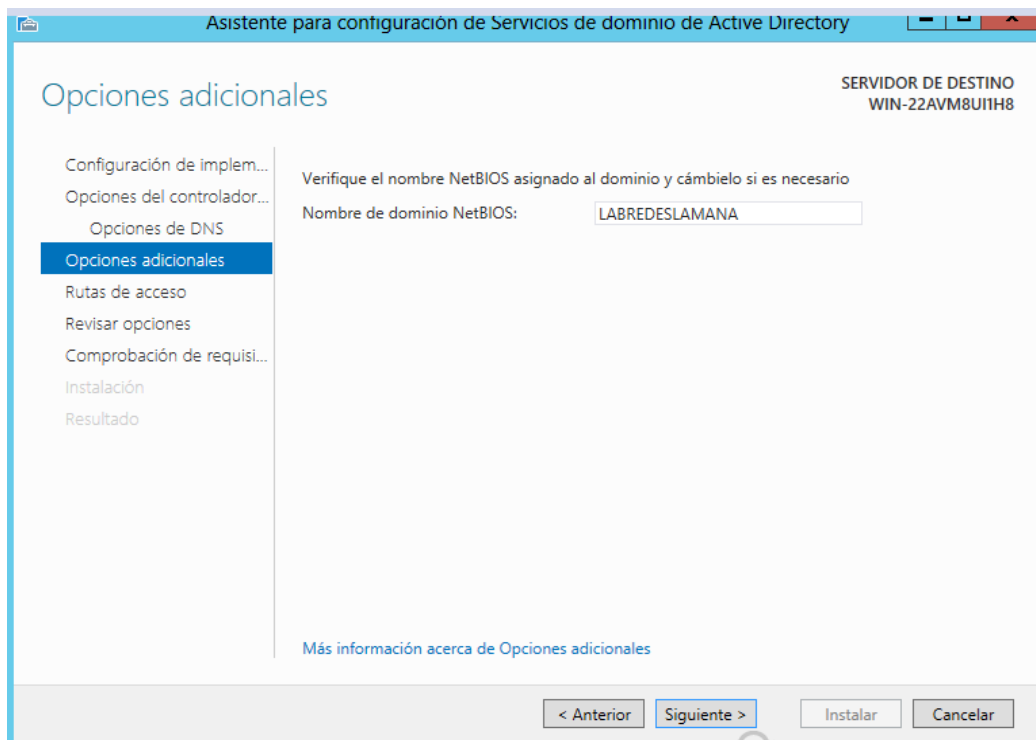 Asistente para configuración de Servicios de dominio de Active Directory
Opciones adicionales
SERVIDOR DE DESTINO
WIN-22AVM8UI1H8
Configuración de implem...
Opciones del controlador...
Opciones de DNS
Opciones adicionales
Rutas de acceso
Revisar opciones
Comprobación de requisi...
Instalación
Resultado
Verifique el nombre NetBIOS asignado al dominio y cámbielo si es necesario
Nombre de dominio NetBIOS: LABREDESLAMANA
Más información acerca de Opciones adicionales
< Anterior Siguiente > Instalar Cancelar